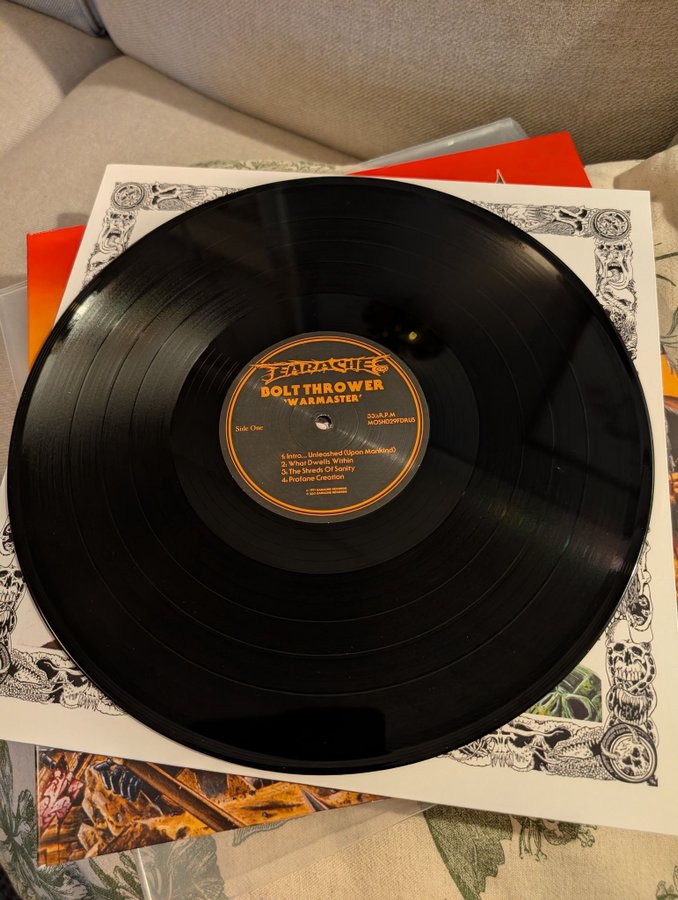 EARACHE
BOLT THROWER
'WARMASTER'
Side One
33⅓ R.P.M
MOSH029FDRUS
1: Intro... Unleashed (Upon Mankind)
2: What Dwells Within
3: The Shreds Of Sanity
4: Profane Creation